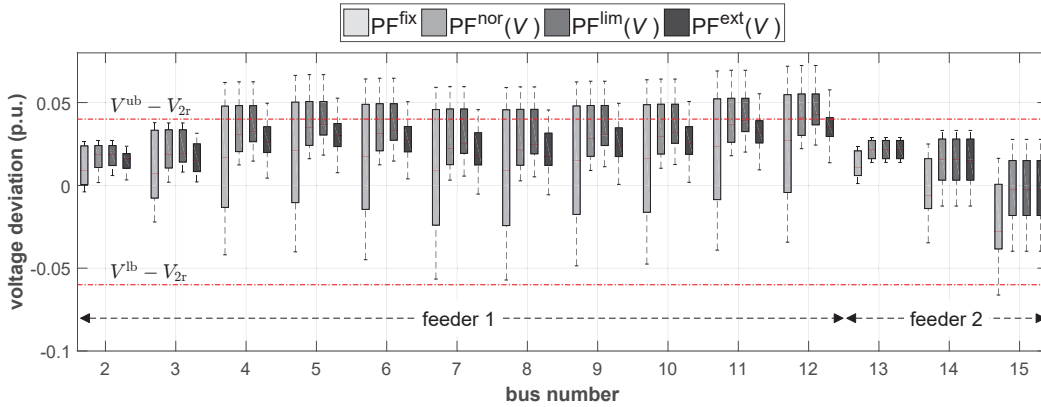 PF^fix PF^nor(V) PF^lim(V) PF^ext(V)
voltage deviation (p.u.)
0.05
0
-0.05
-0.1
V^ub − V_2r
V^lb − V_2r
feeder 1 feeder 2
2 3 4 5 6 7 8 9 10 11 12 13 14 15
bus number